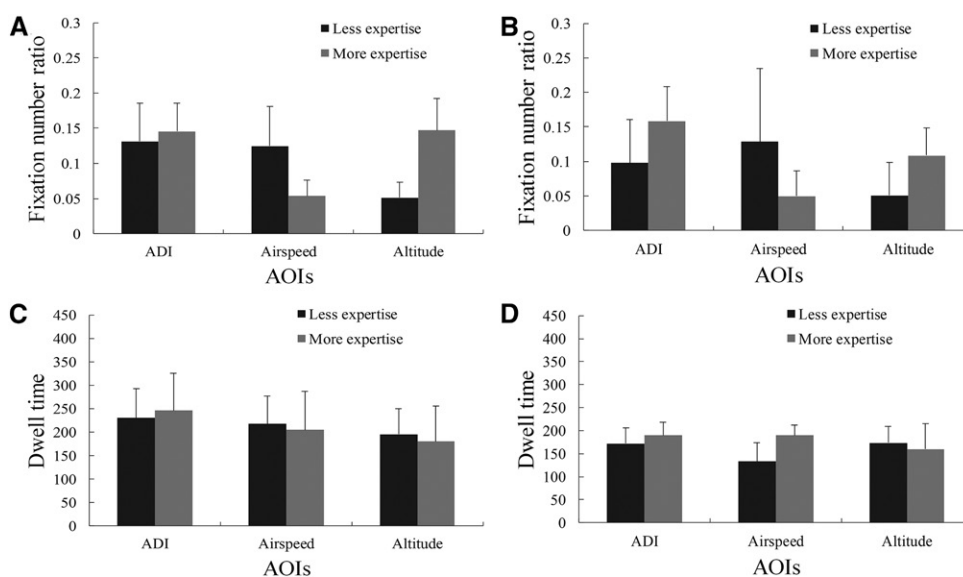 A
Fixation number ratio
0.3
0.25
0.2
0.15
0.1
0.05
0
Less expertise
More expertise
ADI
Airspeed
Altitude
AOIs
B
Fixation number ratio
0.3
0.25
0.2
0.15
0.1
0.05
0
Less expertise
More expertise
ADI
Airspeed
Altitude
AOIs
C
Dwell time
450
400
350
300
250
200
150
100
50
0
Less expertise
More expertise
ADI
Airspeed
Altitude
AOIs
D
Dwell time
450
400
350
300
250
200
150
100
50
0
Less expertise
More expertise
ADI
Airspeed
Altitude
AOIs